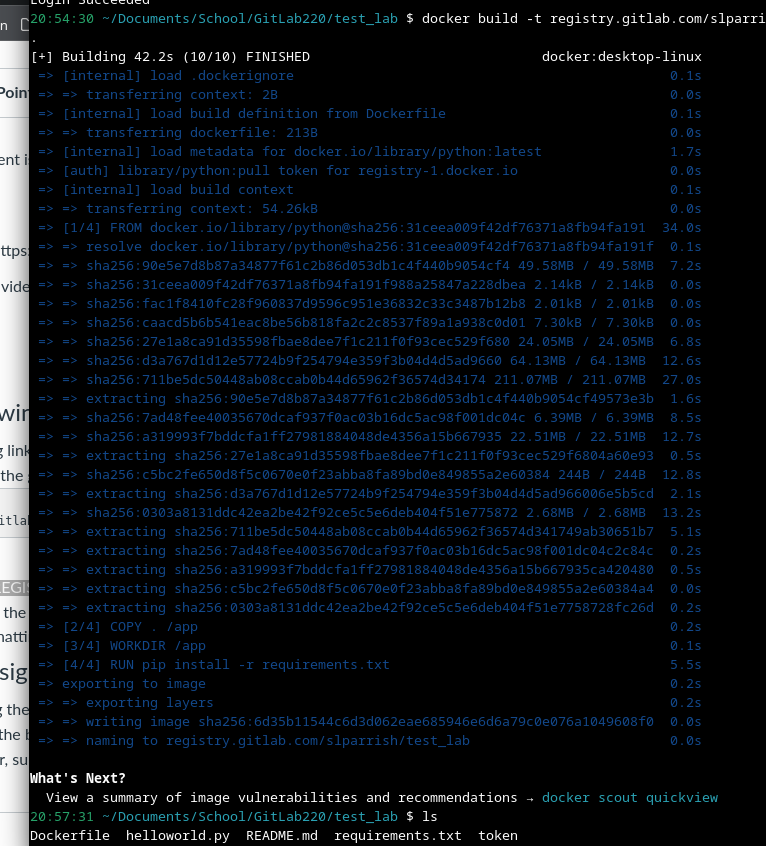 Login Succeeded
20:54:30 ~/Documents/School/GitLab220/test_lab $ docker build -t registry.gitlab.com/slparri
.
[+] Building 42.2s (10/10) FINISHED docker:desktop-linux
=> [internal] load .dockerignore 0.1s
=> => transferring context: 2B 0.0s
=> [internal] load build definition from Dockerfile 0.1s
=> => transferring dockerfile: 213B 0.0s
=> [internal] load metadata for docker.io/library/python:latest 1.7s
=> [auth] library/python:pull token for registry-1.docker.io 0.0s
=> [internal] load build context 0.1s
=> => transferring context: 54.26kB 0.0s
=> [1/4] FROM docker.io/library/python@sha256:31ceea009f42df76371a8fb94fa191 34.0s
=> => resolve docker.io/library/python@sha256:31ceea009f42df76371a8fb94fa191f 0.1s
=> => sha256:90e5e7d8b87a34877f61c2b86d053db1c4f440b9054cf4 49.58MB / 49.58MB 7.2s
=> => sha256:31ceea009f42df76371a8fb94fa191f988a25847a228dbea 2.14kB / 2.14kB 0.0s
=> => sha256:fac1f8410fc28f960837d9596c951e36832c33c3487b12b8 2.01kB / 2.01kB 0.0s
=> => sha256:caacd5b6b541eac8be56b818fa2c2c8537f89a1a938c0d01 7.30kB / 7.30kB 0.0s
=> => sha256:27e1a8ca91d35598fbae8dee7f1c211f0f93cec529f680 24.05MB / 24.05MB 6.8s
=> => sha256:d3a767d1d12e57724b9f254794e359f3b04d4d5ad9660 64.13MB / 64.13MB 12.6s
=> => sha256:711be5dc50448ab08ccab0b44d65962f36574d34174 211.07MB / 211.07MB 27.0s
=> => extracting sha256:90e5e7d8b87a34877f61c2b86d053db1c4f440b9054cf49573e3b 1.6s
=> => sha256:7ad48fee40035670dcaf937f0ac03b16dc5ac98f001dc04c 6.39MB / 6.39MB 8.5s
=> => sha256:a319993f7bddcfa1ff27981884048de4356a15b667935 22.51MB / 22.51MB 12.7s
=> => extracting sha256:27e1a8ca91d35598fbae8dee7f1c211f0f93cec529f6804a60e93 0.5s
=> => sha256:c5bc2fe650d8f5c0670e0f23abba8fa89bd0e849855a2e60384 244B / 244B 12.8s
=> => extracting sha256:d3a767d1d12e57724b9f254794e359f3b04d4d5ad966006e5b5cd 2.1s
=> => sha256:0303a8131ddc42ea2be42f92ce5c5e6deb404f51e775872 2.68MB / 2.68MB 13.2s
=> => extracting sha256:711be5dc50448ab08ccab0b44d65962f36574d341749ab30651b7 5.1s
=> => extracting sha256:7ad48fee40035670dcaf937f0ac03b16dc5ac98f001dc04c2c84c 0.2s
=> => extracting sha256:a319993f7bddcfa1ff27981884048de4356a15b667935ca420480 0.5s
=> => extracting sha256:c5bc2fe650d8f5c0670e0f23abba8fa89bd0e849855a2e60384a4 0.0s
=> => extracting sha256:0303a8131ddc42ea2be42f92ce5c5e6deb404f51e7758728fc26d 0.2s
=> [2/4] COPY . /app 0.2s
=> [3/4] WORKDIR /app 0.1s
=> [4/4] RUN pip install -r requirements.txt 5.5s
=> exporting to image 0.2s
=> => exporting layers 0.2s
=> => writing image sha256:6d35b11544c6d3d062eae685946e6d6a79c0e076a1049608f0 0.0s
=> => naming to registry.gitlab.com/slparrish/test_lab 0.0s
What's Next?
View a summary of image vulnerabilities and recommendations → docker scout quickview
20:57:31 ~/Documents/School/GitLab220/test_lab $ ls
Dockerfile helloworld.py README.md requirements.txt token